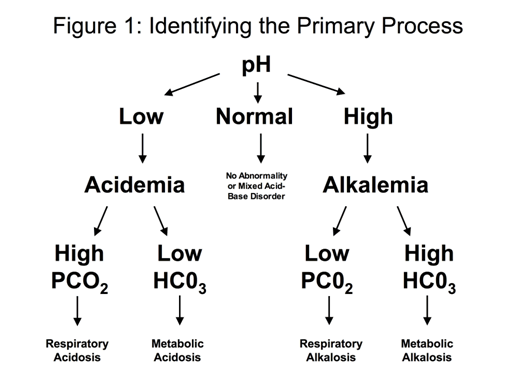 Figure 1: Identifying the Primary Process
pH
Low
Normal
High
Acidemia
No Abnormality
or Mixed Acid-
Base Disorder
Alkalemia
High
PCO₂
Low
HC0₃
Low
PC0₂
High
HC0₃
Respiratory
Acidosis
Metabolic
Acidosis
Respiratory
Alkalosis
Metabolic
Alkalosis